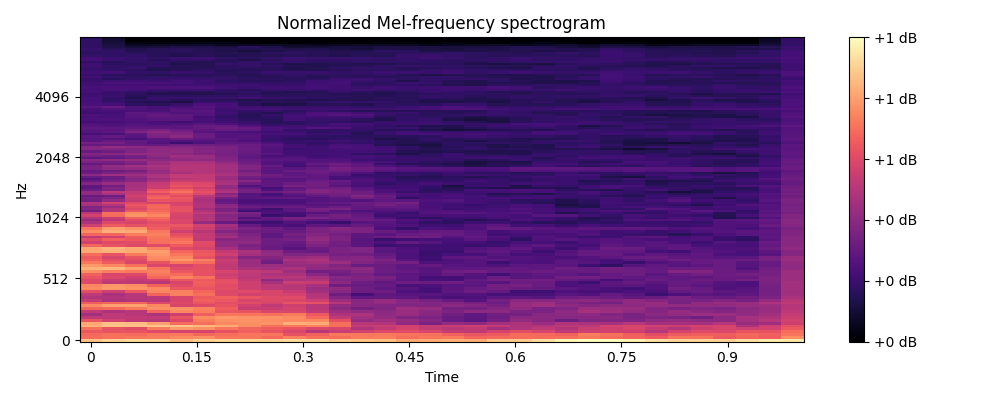 Normalized Mel-frequency spectrogram
Hz
4096
2048
1024
512
0
0 0.15 0.3 0.45 0.6 0.75 0.9
Time
+1 dB
+1 dB
+1 dB
+0 dB
+0 dB
+0 dB